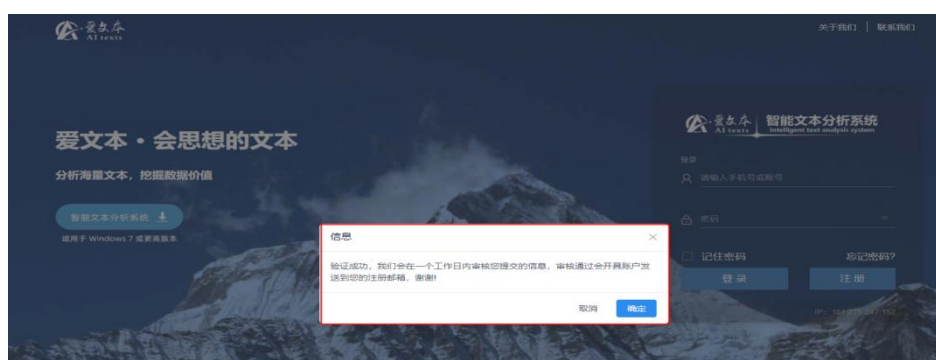 爱文本
AI texts
关于我们 | 联系我们
爱文本·会思想的文本
分析海量文本，挖掘数据价值
智能文本分析系统
适用于 Windows 7 或更高版本
爱文本
AI texts
智能文本分析系统
Intelligent text analysis system
登录
请输入手机号或账号
密码
记住密码
忘记密码?
登录
注册
信息
验证成功，我们会在一个工作日内审核您提交的信息，审核通过会开具账户发
送到您的注册邮箱，谢谢!
取消
确定